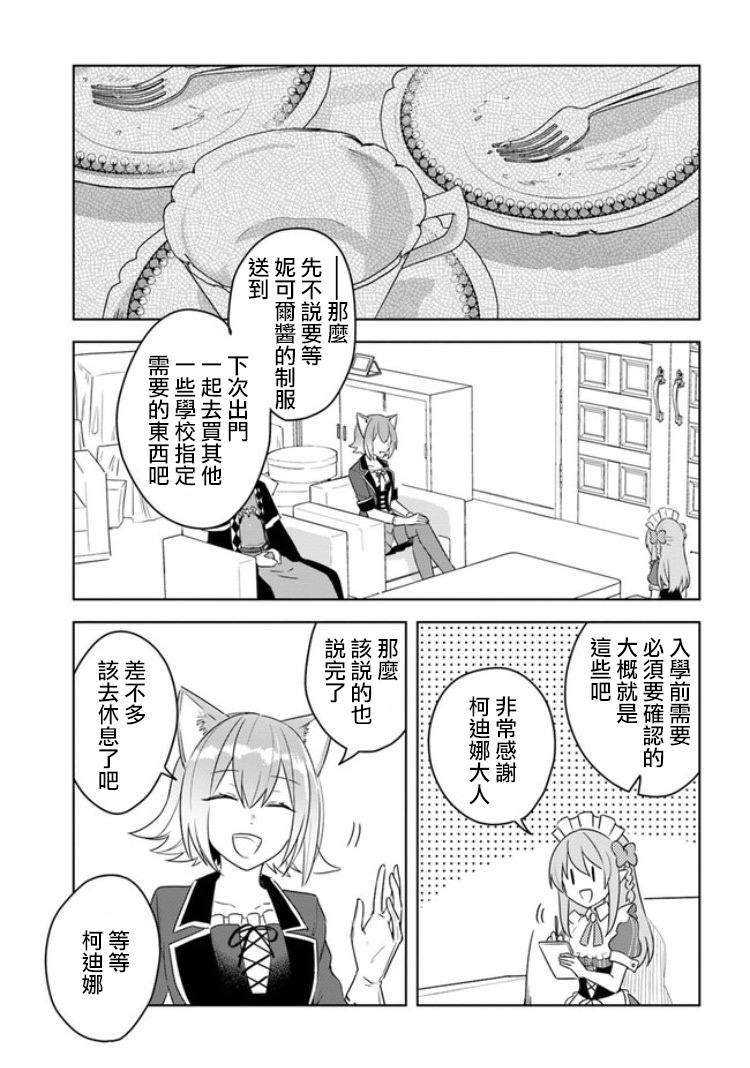 ──那麼
先不說要等
妮可爾醬的制服
送到
下次出門
一起去買其他
一些學校指定
需要的東西吧
入學前需要
必須要確認的
大概就是
這些吧
非常感謝
柯迪娜大人
那麼
該說的也
說完了
差不多
該去休息了吧
等等
柯迪娜